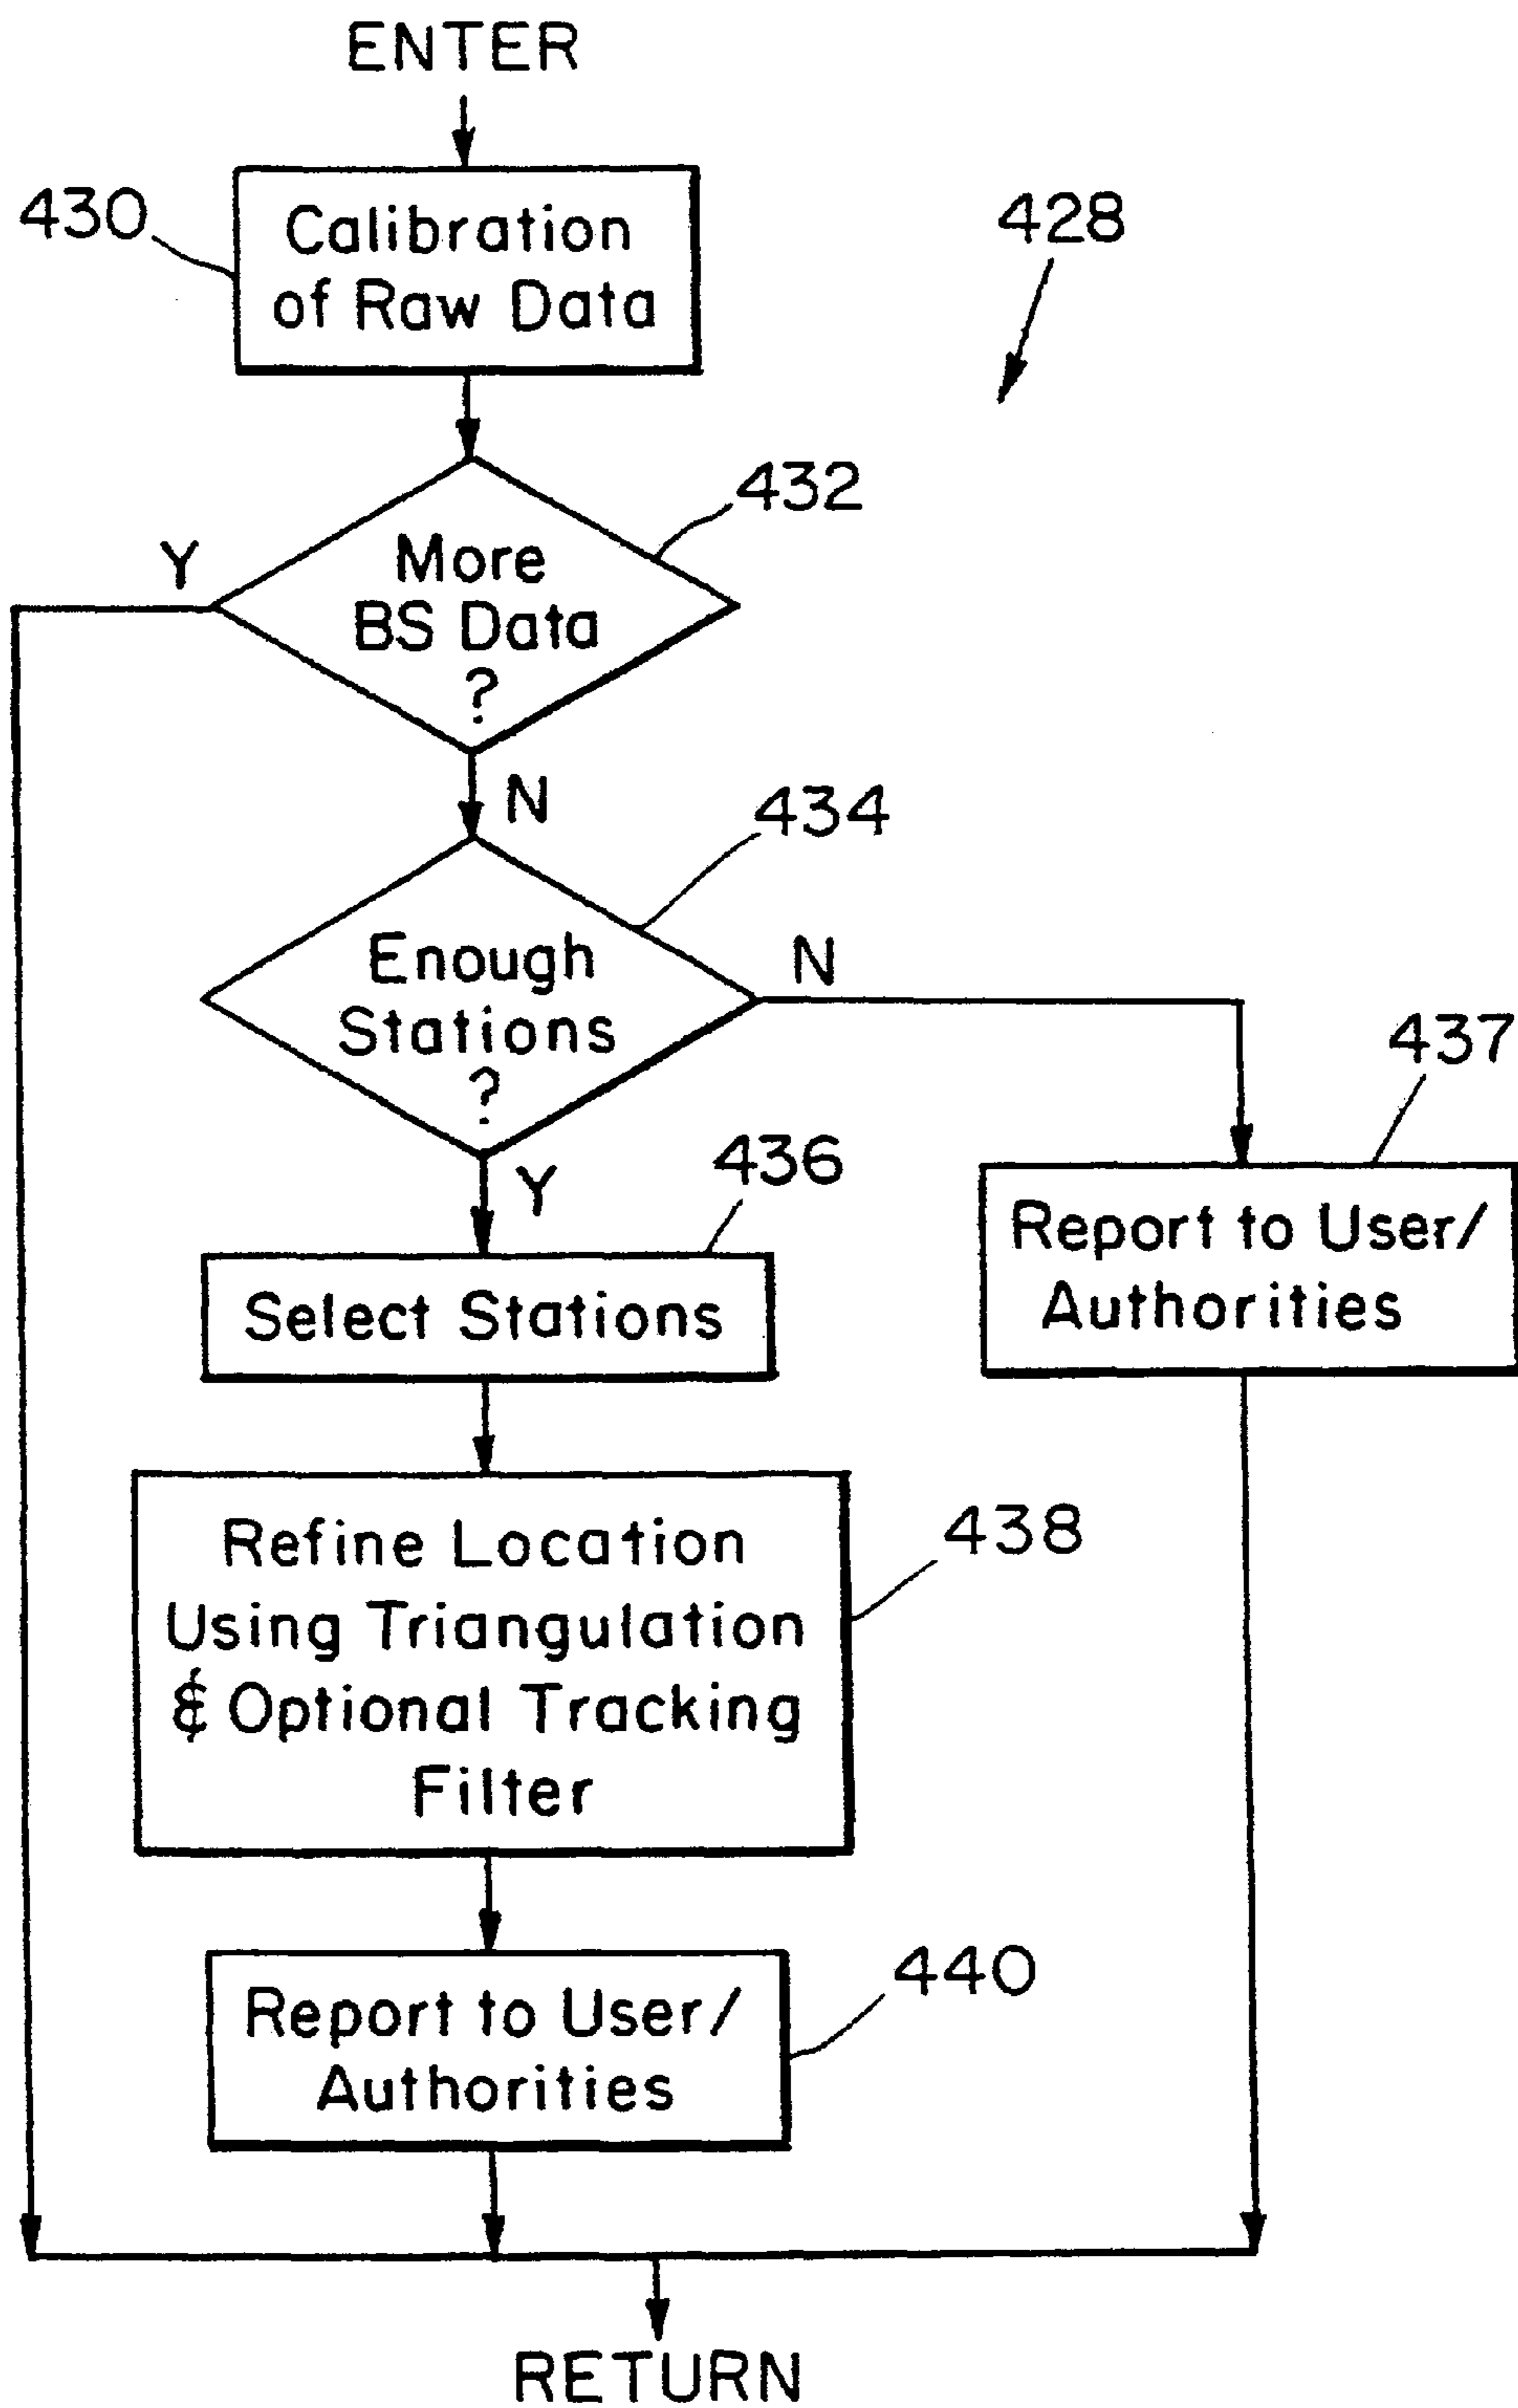 ENTER
430
Calibration
of Raw Data
428
432
Y
More
BS Data
?
N
434
Enough
Stations
?
N
437
Y
436
Report to User/
Authorities
Select Stations
438
Refine Location
Using Triangulation
& Optional Tracking
Filter
440
Report to User/
Authorities
RETURN